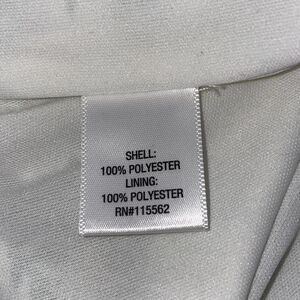 SHELL:
100% POLYESTER
LINING:
100% POLYESTER
RN#115562